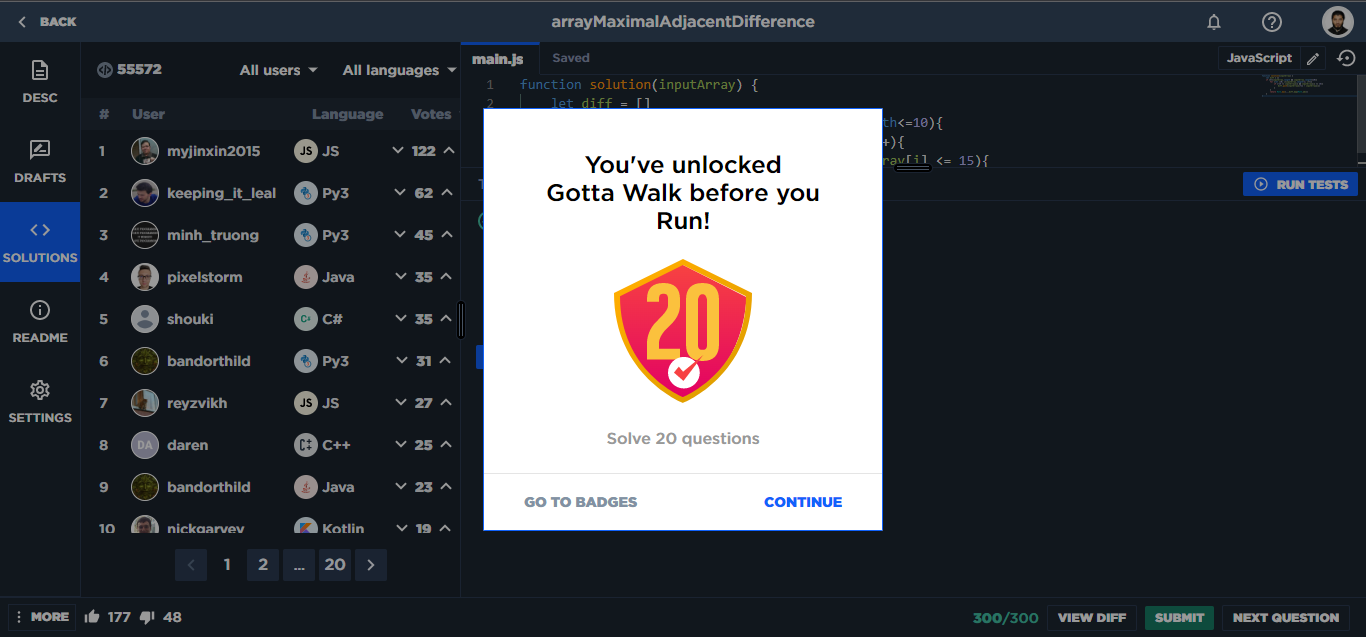 BACK
arrayMaximalAdjacentDifference
DESC
DRAFTS
SOLUTIONS
README
SETTINGS
55572
All users
All languages
# User Language Votes
1 myjinxin2015 JS JS 122
2 keeping_it_leal Py3 62
3 minh_truong Py3 45
4 pixelstorm Java 35
5 shouki C# 35
6 bandorthild Py3 31
7 reyzvikh JS JS 27
8 DA daren C++ 25
9 bandorthild Java 23
10 nickgarvey Kotlin 19
1 2 ... 20
main.js
Saved
JavaScript
1 function solution(inputArray) {
2 let diff = []
th<=10){
+){
ray[i] <= 15){
RUN TESTS
You've unlocked
Gotta Walk before you
Run!
20
Solve 20 questions
GO TO BADGES
CONTINUE
MORE
177
48
300/300
VIEW DIFF
SUBMIT
NEXT QUESTION